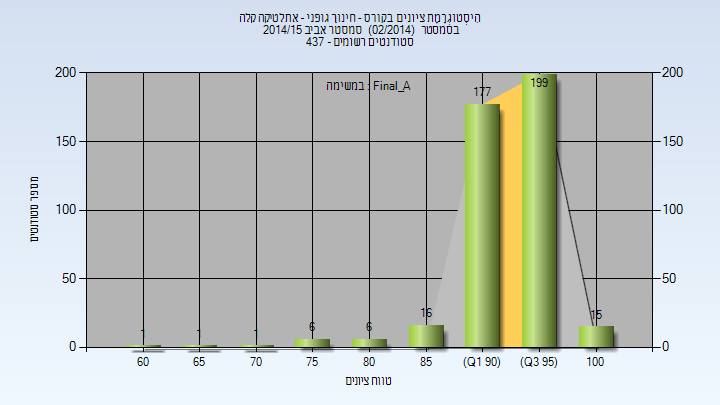 היסטוגרמת ציונים בקורס - חינוך גופני - אתלטיקה קלה
בסמסטר (02/2014) סמסטר אביב 2014/15
סטודנטים רשומים - 437
במשימה : Final_A
מספר סטודנטים
200 200
150 150
100 100
50 50
0 0
1 1 1 6 6 16 177 199 15
60 65 70 75 80 85 (Q1 90) (Q3 95) 100
טווח ציונים